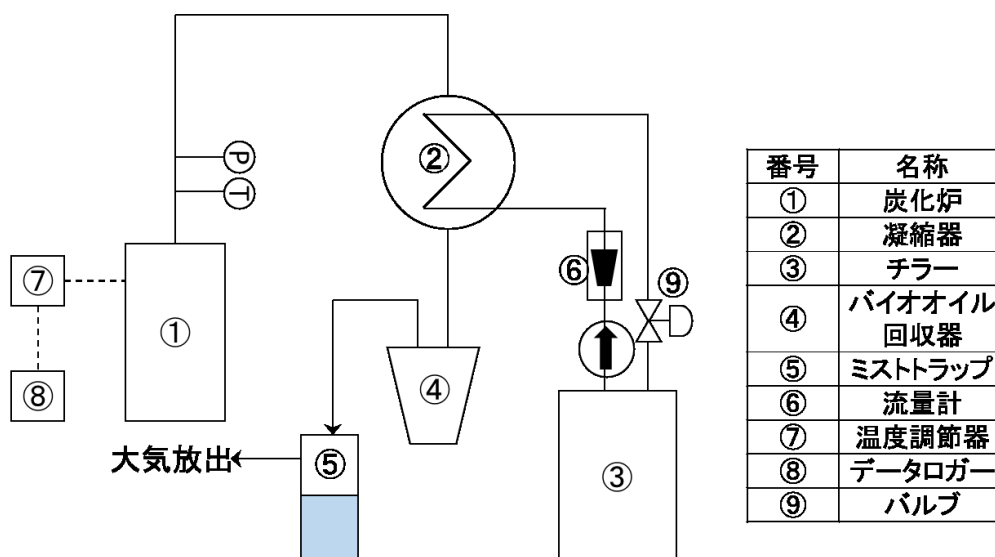 P
T
②
⑦
①
⑥
⑨
⑧
④
大気放出
⑤
③
番号 名称
① 炭化炉
② 凝縮器
③ チラー
④ バイオオイル
回収器
⑤ ミストトラップ
⑥ 流量計
⑦ 温度調節器
⑧ データロガー
⑨ バルブ